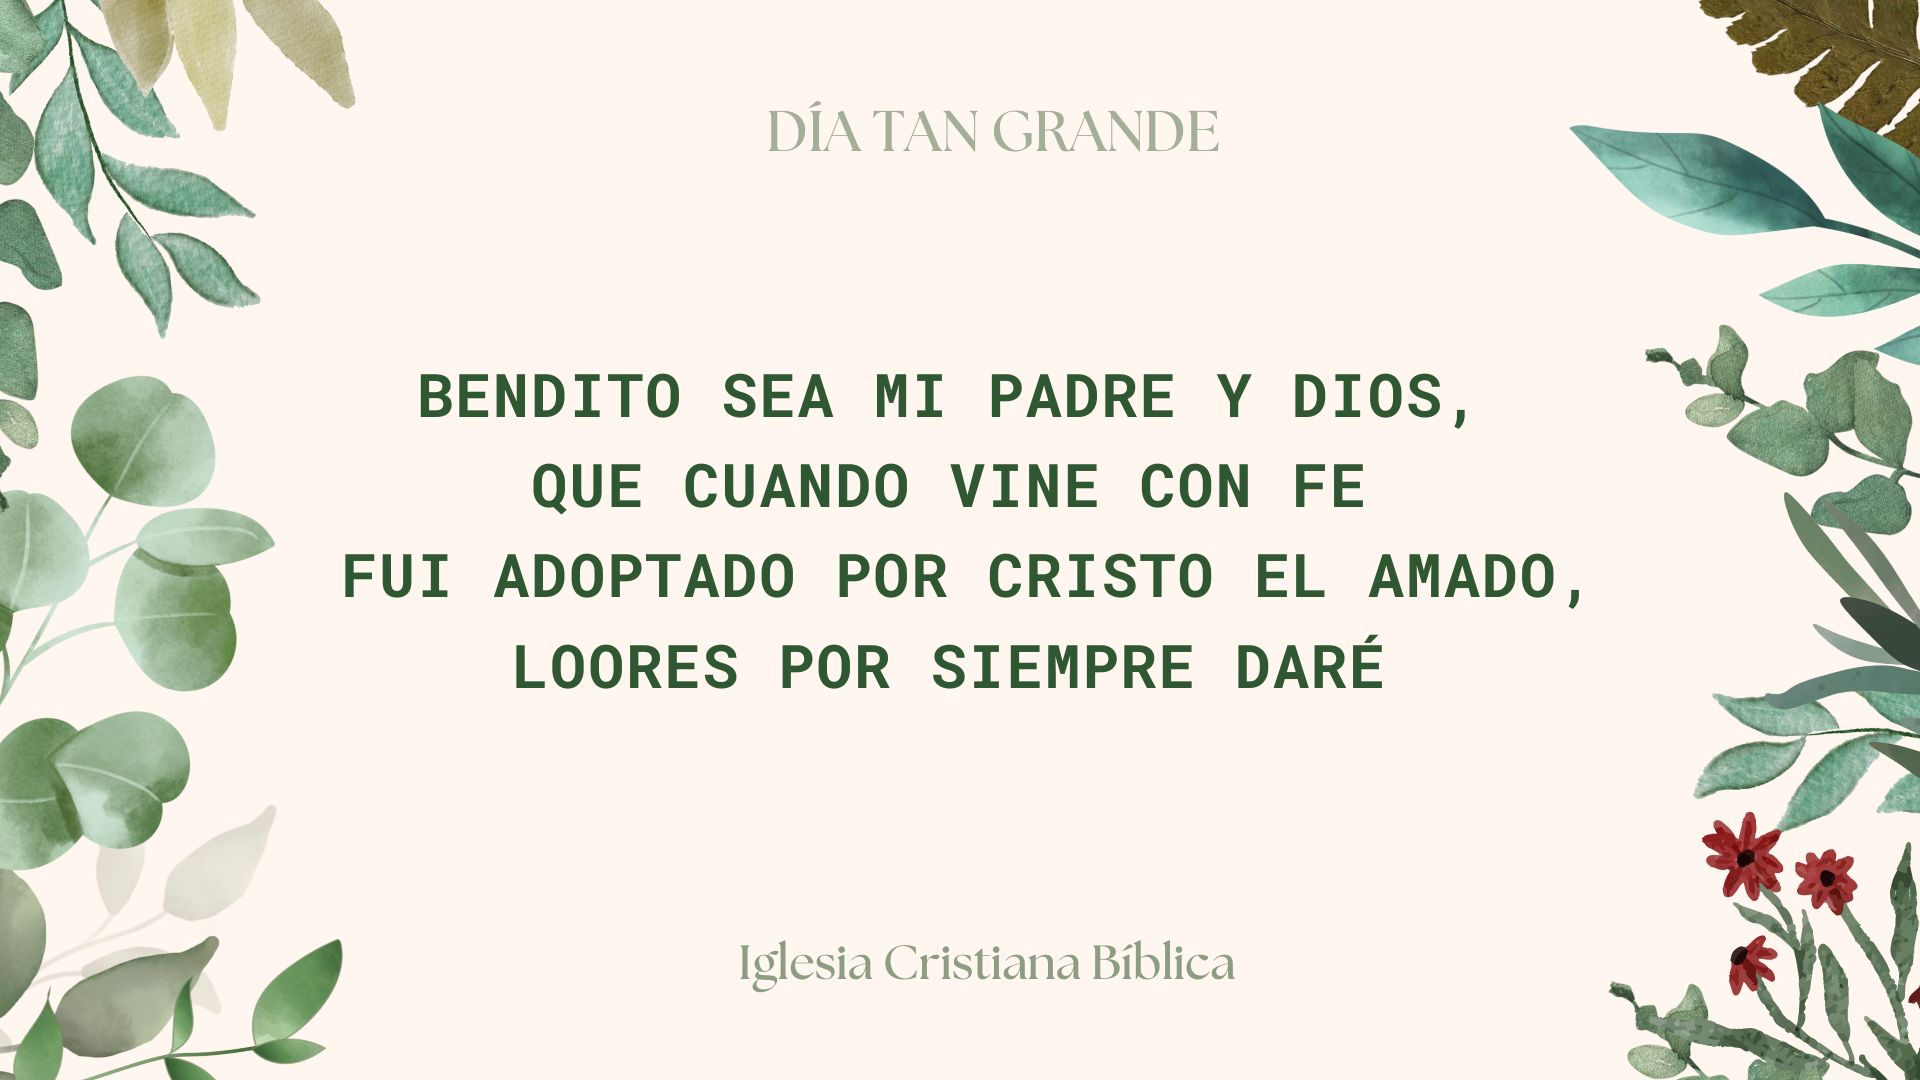 DÍA TAN GRANDE
BENDITO SEA MI PADRE Y DIOS,
QUE CUANDO VINE CON FE
FUI ADOPTADO POR CRISTO EL AMADO,
LOORES POR SIEMPRE DARÉ
Iglesia Cristiana Bíblica